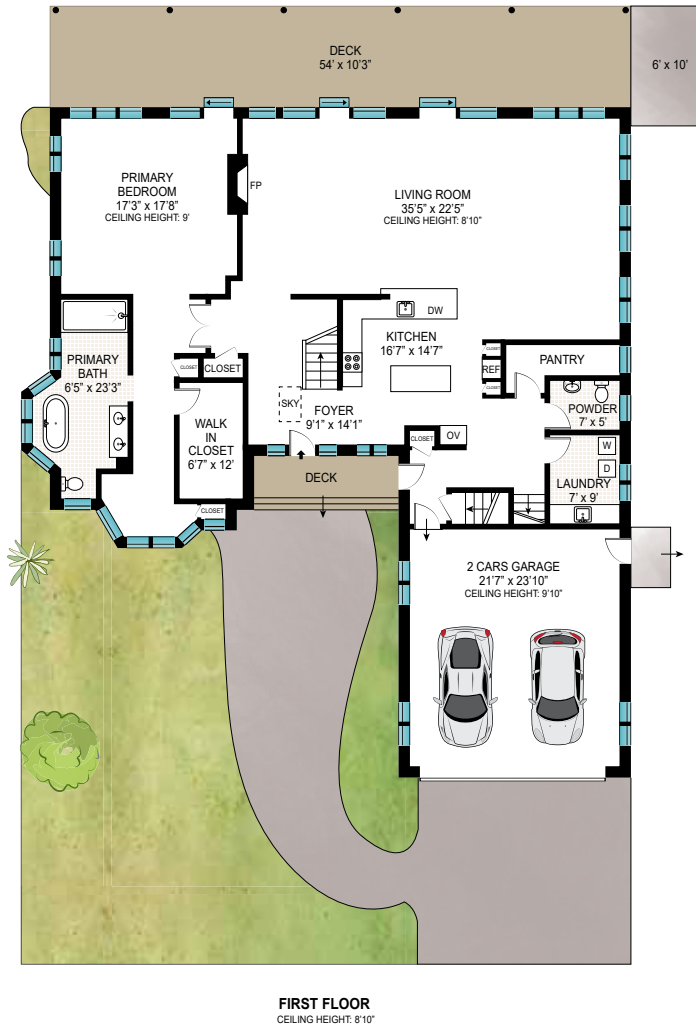 DECK
54' x 10'3"
6' x 10'
PRIMARY
BEDROOM
17'3" x 17'8"
CEILING HEIGHT: 9'
FP
LIVING ROOM
35'5" x 22'5"
CEILING HEIGHT: 8'10"
DW
KITCHEN
16'7" x 14'7"
CLOSET
REF
CLOSET
PANTRY
PRIMARY
BATH
6'5" x 23'3"
CLOSET
CLOSET
SKY
FOYER
9'1" x 14'1"
POWDER
7' x 5'
WALK
IN
CLOSET
6'7" x 12'
CLOSET
OV
W
D
LAUNDRY
7' x 9'
DECK
CLOSET
2 CARS GARAGE
21'7" x 23'10"
CEILING HEIGHT: 9'10"
FIRST FLOOR
CEILING HEIGHT: 8'10"